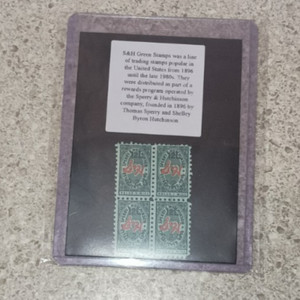 S&H Green Stamps was a line
of trading stamps popular in
the United States from 1896
until the late 1980s. They
were distributed as part of a
rewards program operated by
the Sperry & Hutchinson
company, founded in 1896 by
Thomas Sperry and Shelley
Byron Hutchinson